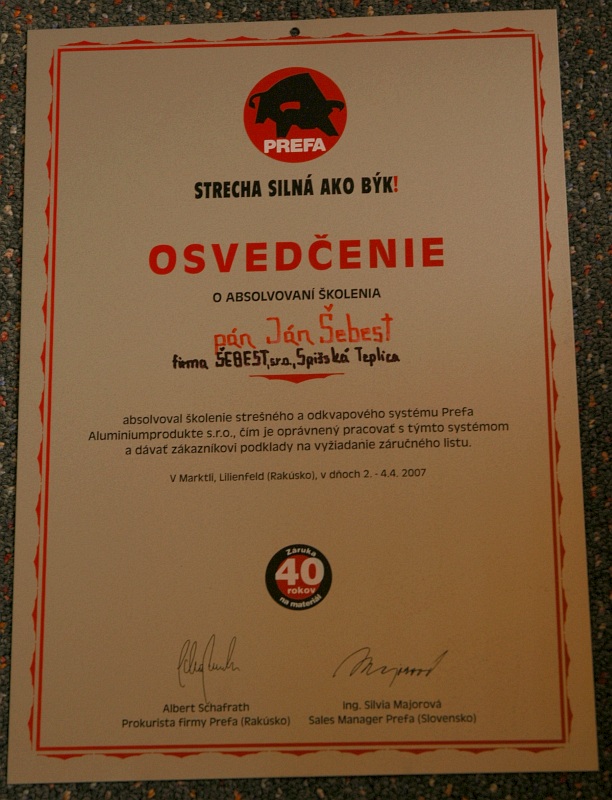 PREFA
STRECHA SILNÁ AKO BÝK!
OSVEDČENIE
O ABSOLVOVANÍ ŠKOLENIA
pán Ján Šebest
firma ŠEBEST, s.r.o., Spišská Teplica
absolvoval školenie strešného a odkvapového systému Prefa
Aluminiumprodukte s.r.o., čím je oprávnený pracovať s týmto systémom
a dávať zákazníkovi podklady na vyžiadanie záručného listu.
V Marktli, Lilienfeld (Rakúsko), v dňoch 2. - 4.4. 2007
Záruka
40
rokov
na materiál
Albert Schafrath
Prokurista firmy Prefa (Rakúsko)
Ing. Silvia Majorová
Sales Manager Prefa (Slovensko)